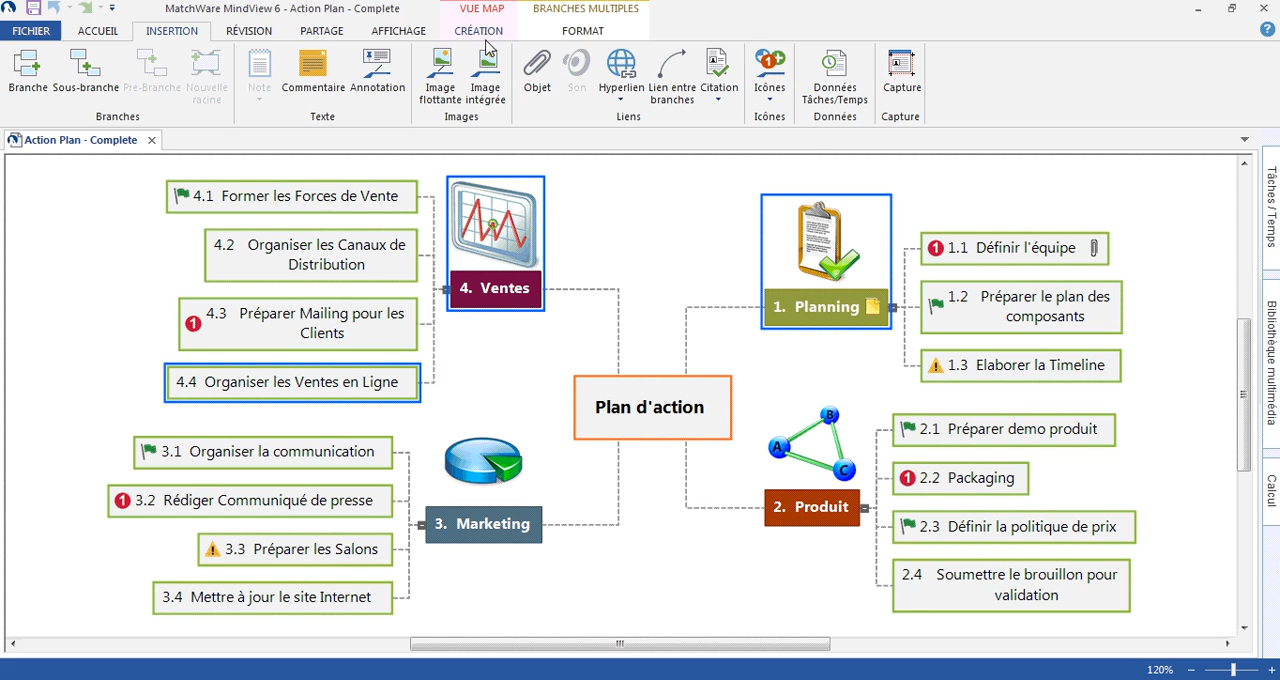 MatchWare MindView 6 - Action Plan - Complete
VUE MAP
BRANCHES MULTIPLES
FICHIER
ACCUEIL
INSERTION
RÉVISION
PARTAGE
AFFICHAGE
CRÉATION
FORMAT
Branche
Sous-branche
Pré-Branche
Nouvelle
racine
Branches
Note
Commentaire
Annotation
Texte
Image
flottante
Image
intégrée
Images
Objet
Son
Hyperlien
Lien entre
branches
Citation
Liens
Icônes
Icônes
Données
Tâches/Temps
Données
Capture
Capture
Action Plan - Complete
4.1 Former les Forces de Vente
4.2 Organiser les Canaux de
Distribution
1 4.3 Préparer Mailing pour les
Clients
4.4 Organiser les Ventes en Ligne
4. Ventes
3.1 Organiser la communication
1 3.2 Rédiger Communiqué de presse
3.3 Préparer les Salons
3.4 Mettre à jour le site Internet
3. Marketing
Plan d'action
1. Planning
1 1.1 Définir l'équipe
1.2 Préparer le plan des
composants
1.3 Elaborer la Timeline
A
B
C
2. Produit
2.1 Préparer demo produit
1 2.2 Packaging
2.3 Définir la politique de prix
2.4 Soumettre le brouillon pour
validation
Tâches / Temps
Bibliothèque multimédia
Calcul
120%